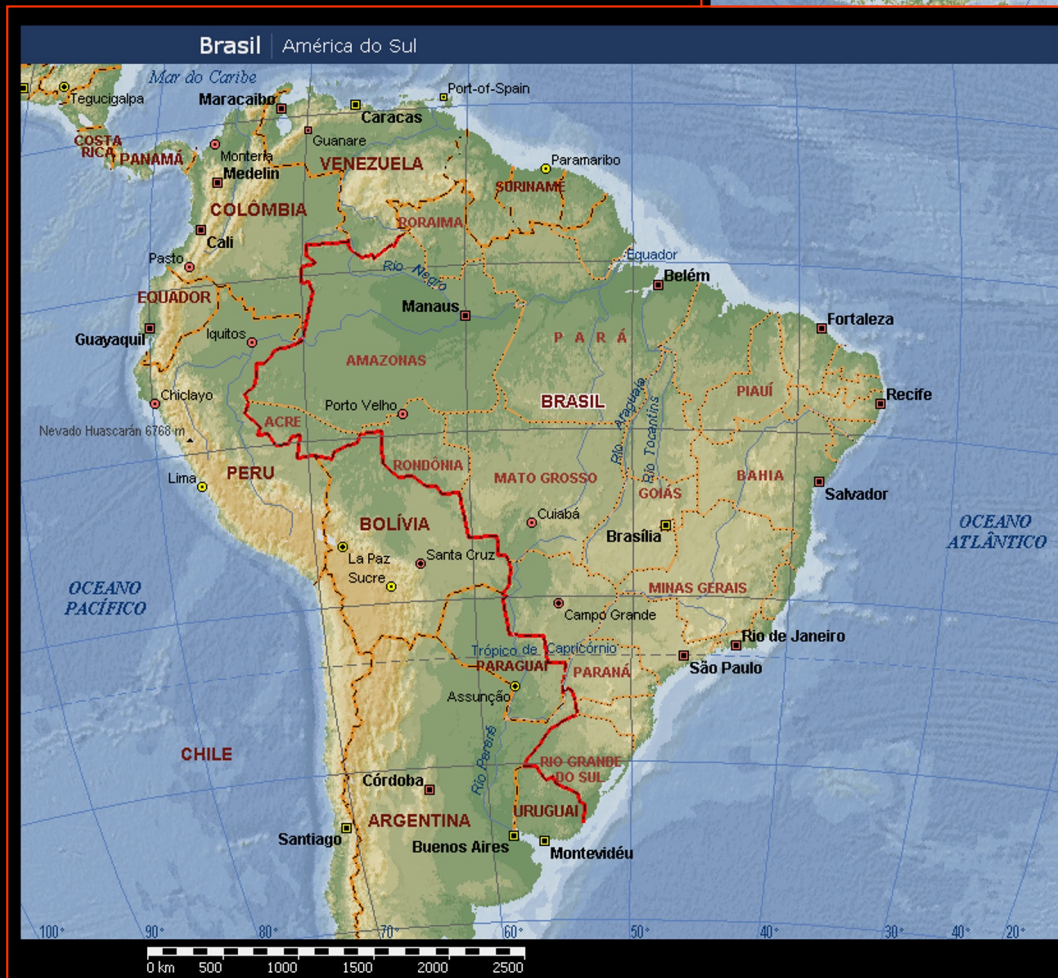 Brasil | América do Sul
Mar do Caribe
Tegucigalpa
Maracaibo
Caracas
Port-of-Spain
COSTA
RICA
PANAMÁ
Montería
Guanare
VENEZUELA
Paramaribo
Medelin
SURINAME
COLÔMBIA
RORAIMA
Cali
Pasto
Rio Negro
Equador
Belém
EQUADOR
Manaus
Guayaquil
Iquitos
Fortaleza
PARÁ
AMAZONAS
Chiclayo
Porto Velho
BRASIL
Rio Araguaia
Rio Tocantins
PIAUÍ
Recife
ACRE
Nevado Huascarán 6768 m
PERU
RONDÔNIA
MATO GROSSO
GOIÁS
BAHIA
Lima
Salvador
BOLÍVIA
Cuiabá
Brasília
OCEANO
ATLÂNTICO
La Paz
Santa Cruz
Sucre
MINAS GERAIS
OCEANO
PACÍFICO
Campo Grande
Rio de Janeiro
Trópico de Capricórnio
São Paulo
PARAGUAI
PARANÁ
Assunção
CHILE
Rio Paraná
RIO GRANDE
DO SUL
Córdoba
ARGENTINA
URUGUAI
Santiago
Buenos Aires
Montevidéu
100° 90° 80° 70° 60° 50° 40° 30° 40° 20°
0 km 500 1000 1500 2000 2500